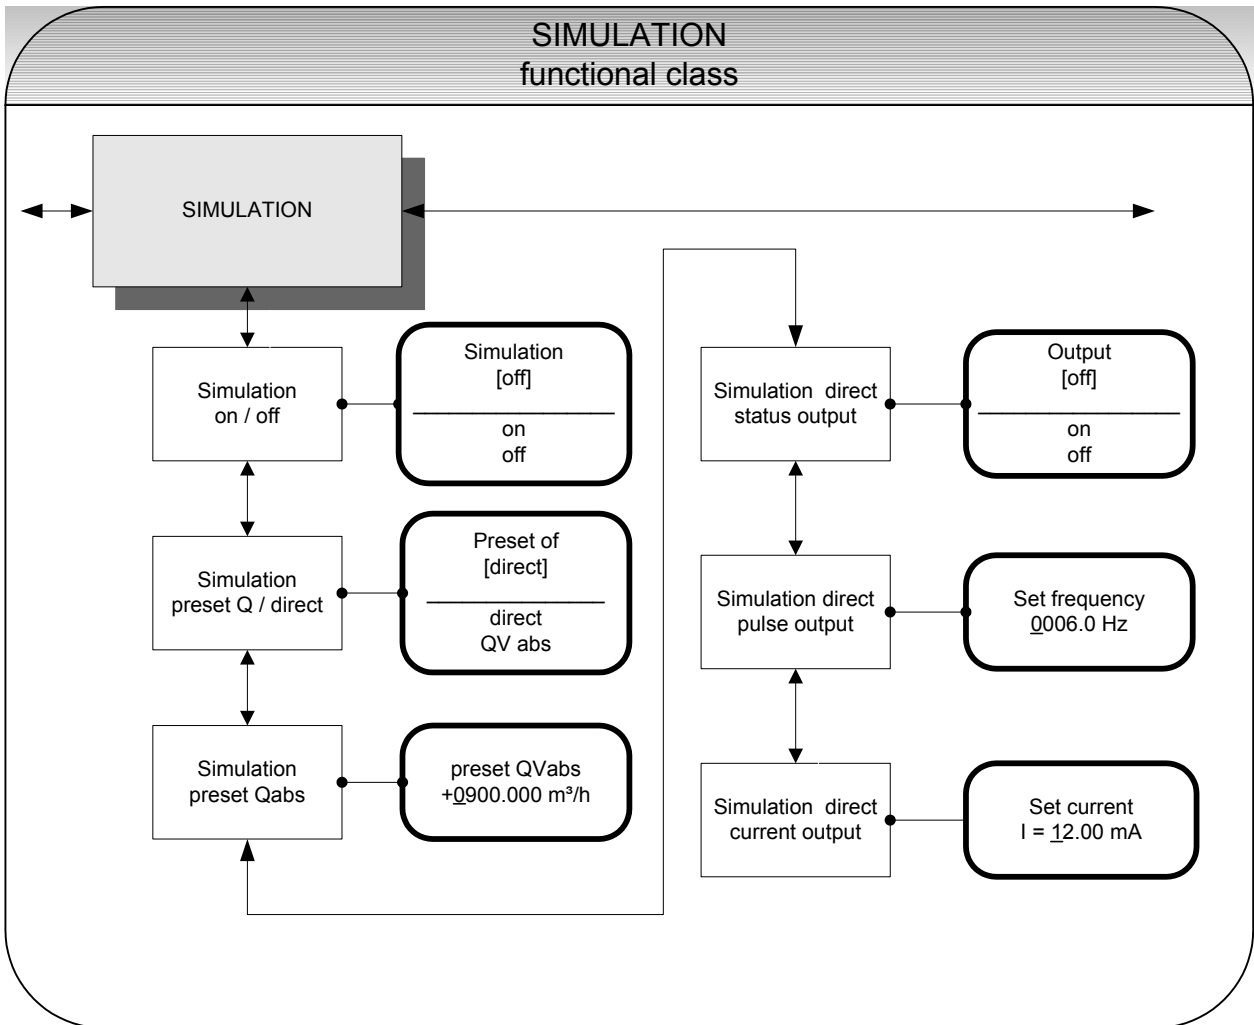 SIMULATION
functional class
SIMULATION
Simulation
on / off
Simulation
[off]
on
off
Simulation
preset Q / direct
Preset of
[direct]
direct
QV abs
Simulation
preset Qabs
preset QVabs
+0900.000 m³/h
Simulation direct
status output
Output
[off]
on
off
Simulation direct
pulse output
Set frequency
0006.0 Hz
Simulation direct
current output
Set current
I = 12.00 mA